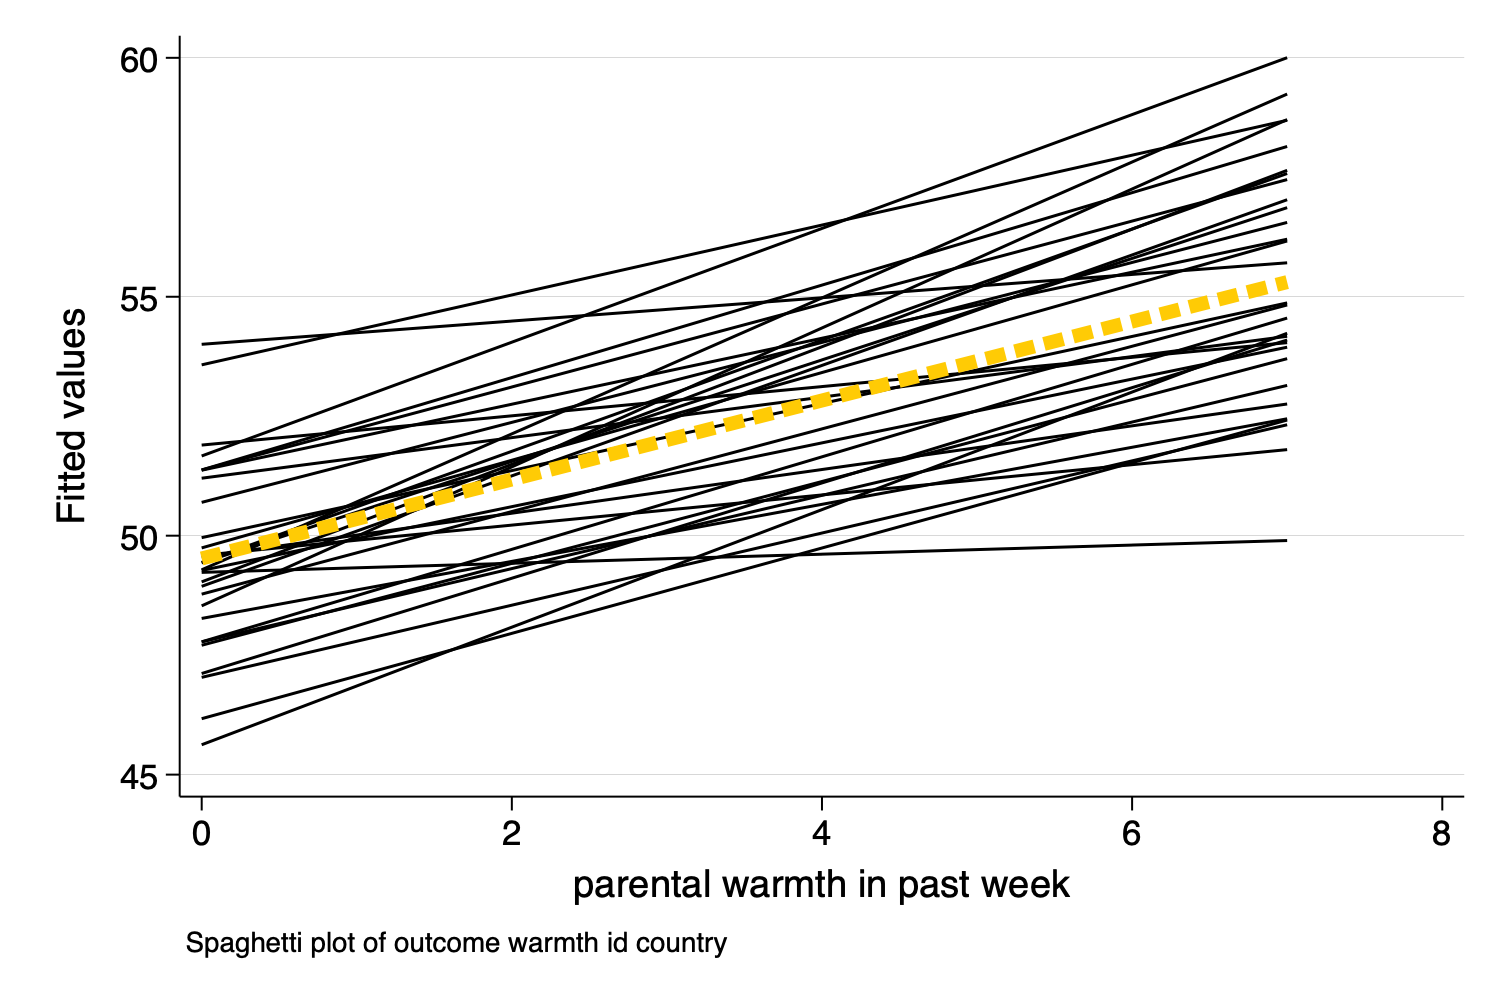 60
55
50
45
Fitted values
0 2 4 6 8
parental warmth in past week
Spaghetti plot of outcome warmth id country